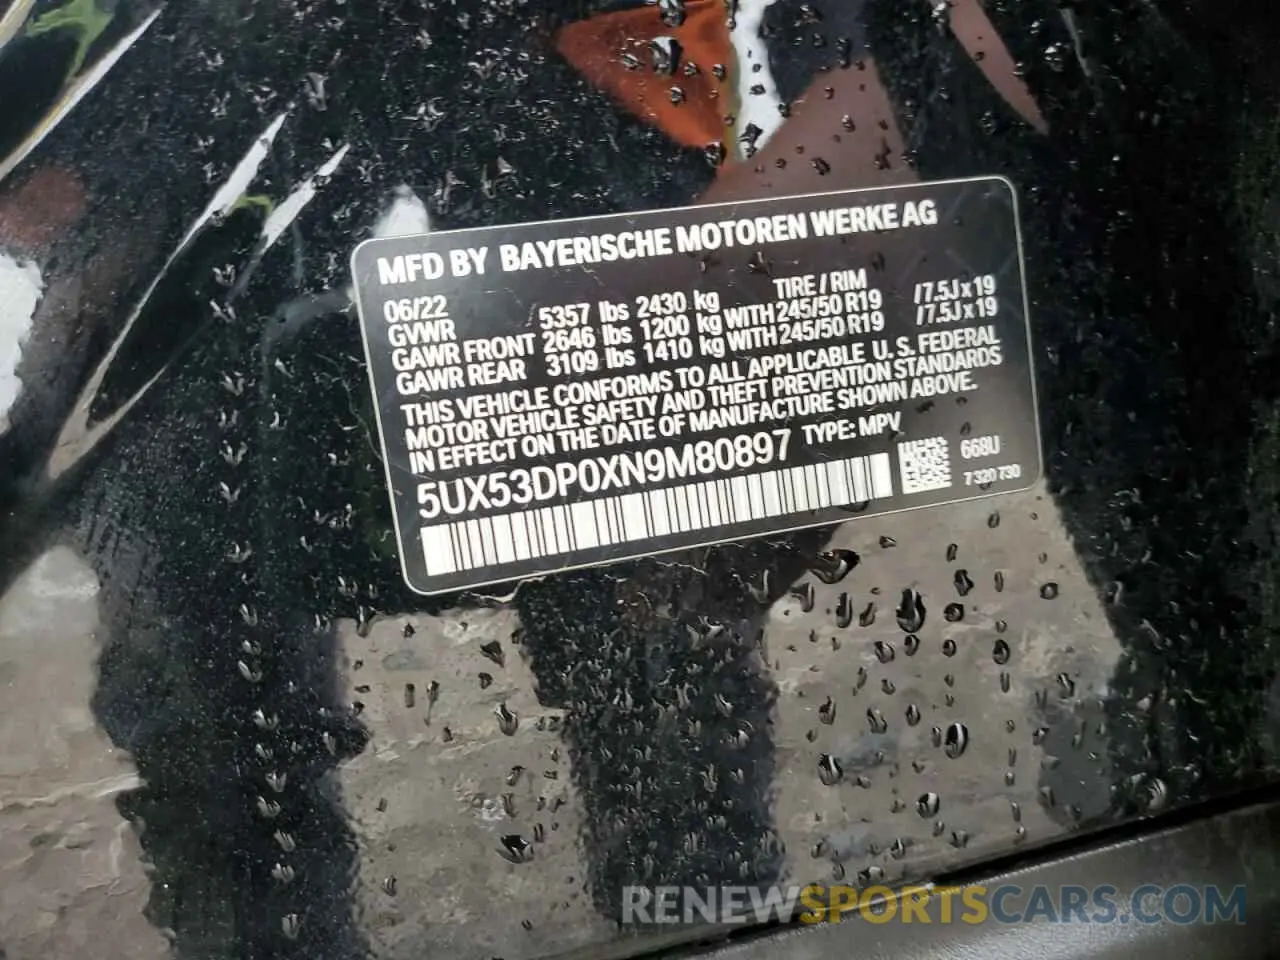 MFD BY BAYERISCHE MOTOREN WERKE AG
06/22 TIRE / RIM
GVWR 5357 lbs 2430 kg
GAWR FRONT 2646 lbs 1200 kg WITH 245/50 R19 /7.5Jx19
GAWR REAR 3109 lbs 1410 kg WITH 245/50 R19 /7.5Jx19
THIS VEHICLE CONFORMS TO ALL APPLICABLE U.S. FEDERAL
MOTOR VEHICLE SAFETY AND THEFT PREVENTION STANDARDS
IN EFFECT ON THE DATE OF MANUFACTURE SHOWN ABOVE.
5UX53DP0XN9M80897 TYPE: MPV
668U
7 320 730
RENEWSPORTSCARS.COM